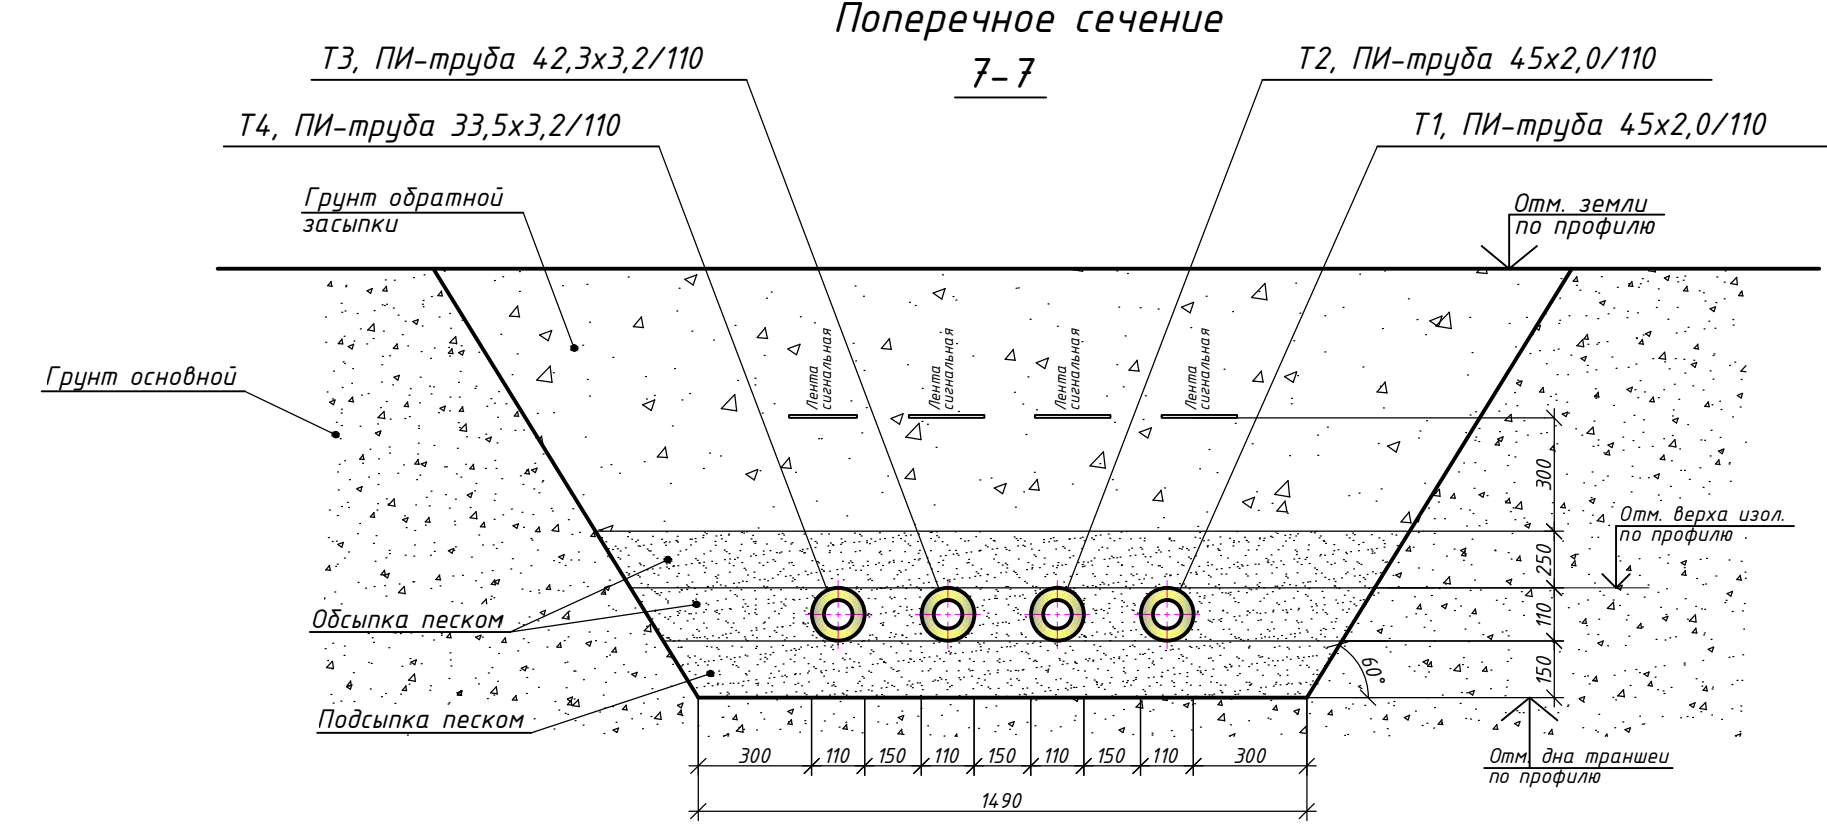 Поперечное сечение
7-7
Т3, ПИ-труба 42,3х3,2/110
Т2, ПИ-труба 45х2,0/110
Т4, ПИ-труба 33,5х3,2/110
Т1, ПИ-труба 45х2,0/110
Грунт обратной
засыпки
Отм. земли
по профилю
Грунт основной
Лента
сигнальная
Лента
сигнальная
Лента
сигнальная
Лента
сигнальная
300
Отм. верха изол.
по профилю
250
110
150
60°
Обсыпка песком
Подсыпка песком
300
110
150
110
150
110
150
110
300
1490
Отм. дна траншеи
по профилю